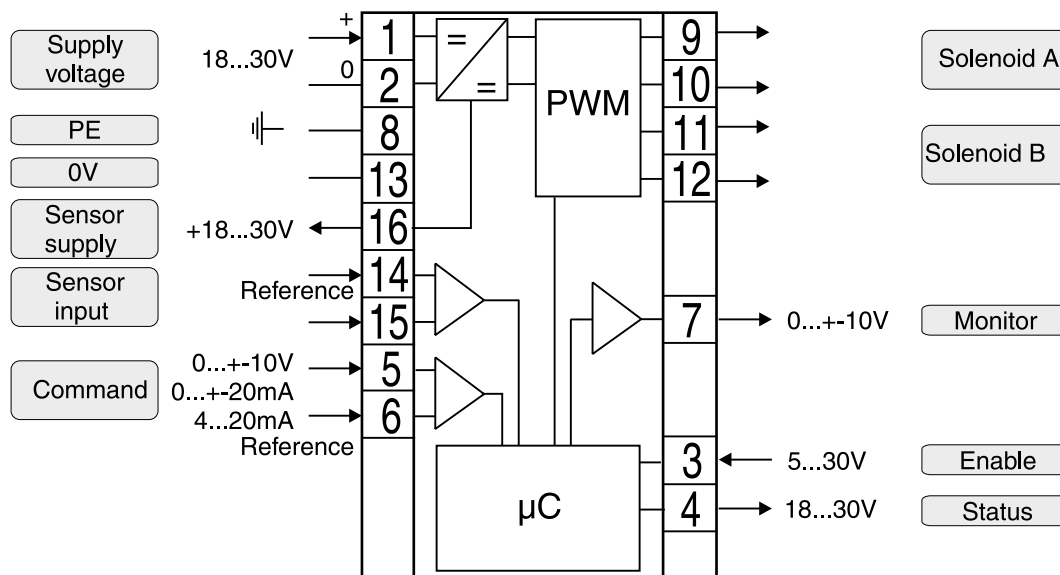 Supply
voltage
18...30V
+
0
1
2
PE
8
0V
13
Sensor
supply
+18...30V
16
Sensor
input
14
Reference
15
Command
0...+-10V
0...+-20mA
5
4...20mA
6
Reference
=
=
PWM
µC
9
10
11
12
Solenoid A
Solenoid B
7
0...+-10V
Monitor
3
5...30V
Enable
4
18...30V
Status